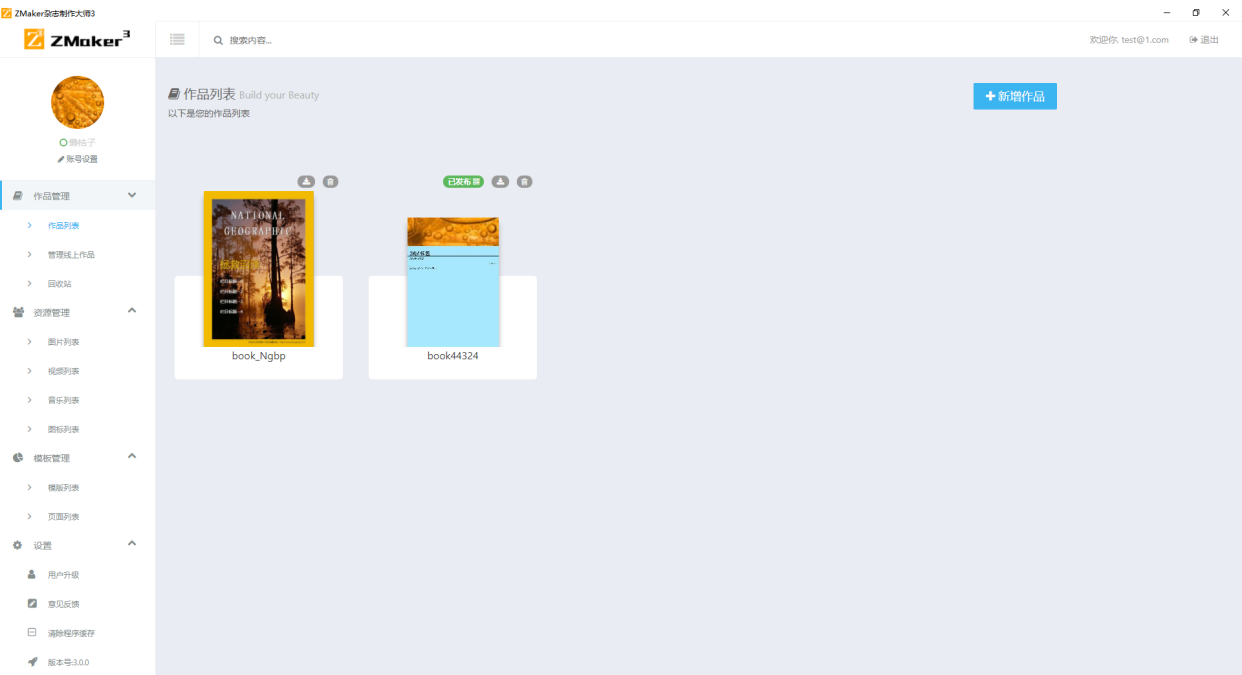 ZMaker杂志制作大师3
ZMaker3
搜索内容...
欢迎你, test@1.com
退出
懒桔子
账号设置
作品管理
作品列表
管理线上作品
回收站
资源管理
图片列表
视频列表
音乐列表
图标列表
模板管理
模版列表
页面列表
设置
用户升级
意见反馈
清除程序缓存
版本号:3.0.0
作品列表 Build your Beauty
以下是您的作品列表
新增作品
NATIONAL
GEOGRAPHIC
book_Ngbp
已发布
book44324